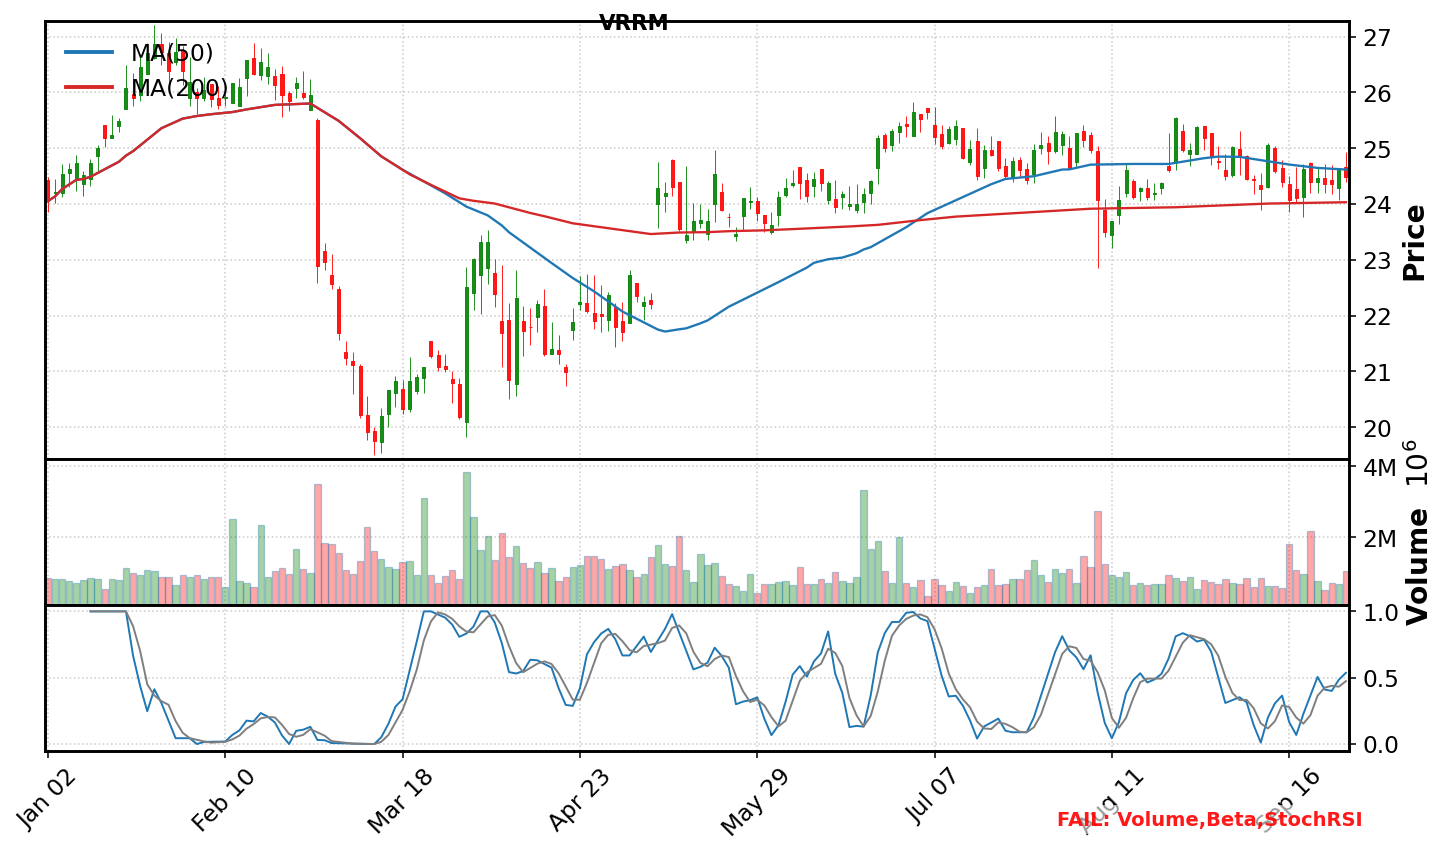 VRRM
MA(50)
MA(200)
27
26
25
24
23
22
21
20
Price
4M
2M
Volume 10^6
1.0
0.5
0.0
Jan 02
Feb 10
Mar 18
Apr 23
May 29
Jul 07
Aug 11
Sep 16
FAIL: Volume,Beta,StochRSI